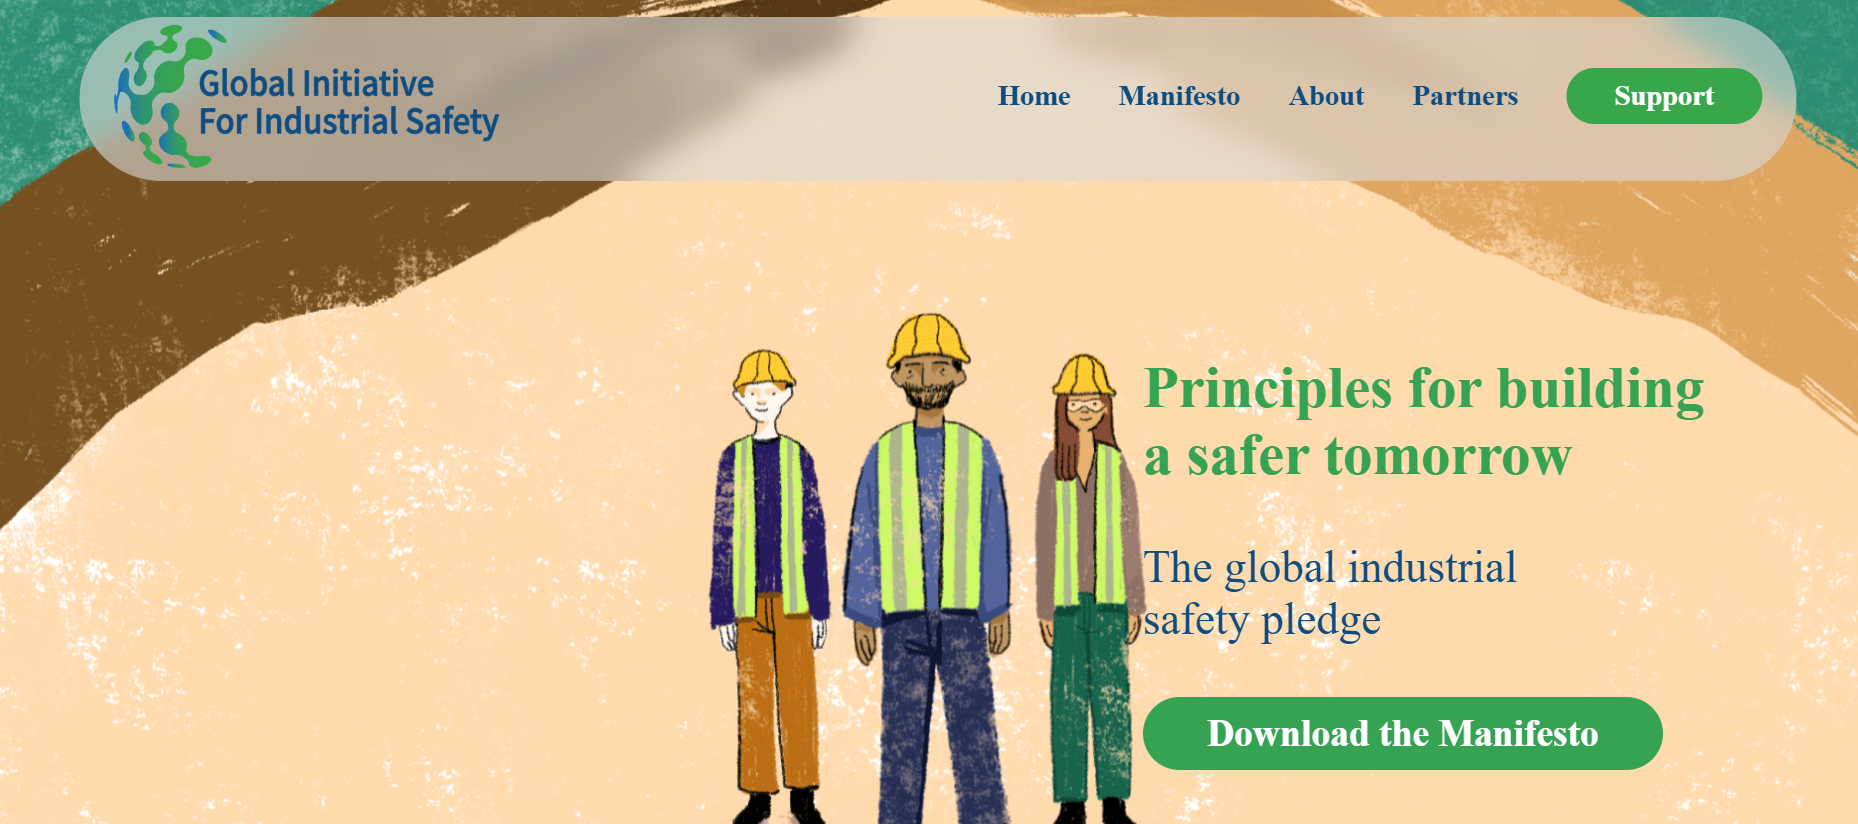 Global Initiative
For Industrial Safety
Home
Manifesto
About
Partners
Support
Principles for building
a safer tomorrow
The global industrial
safety pledge
Download the Manifesto